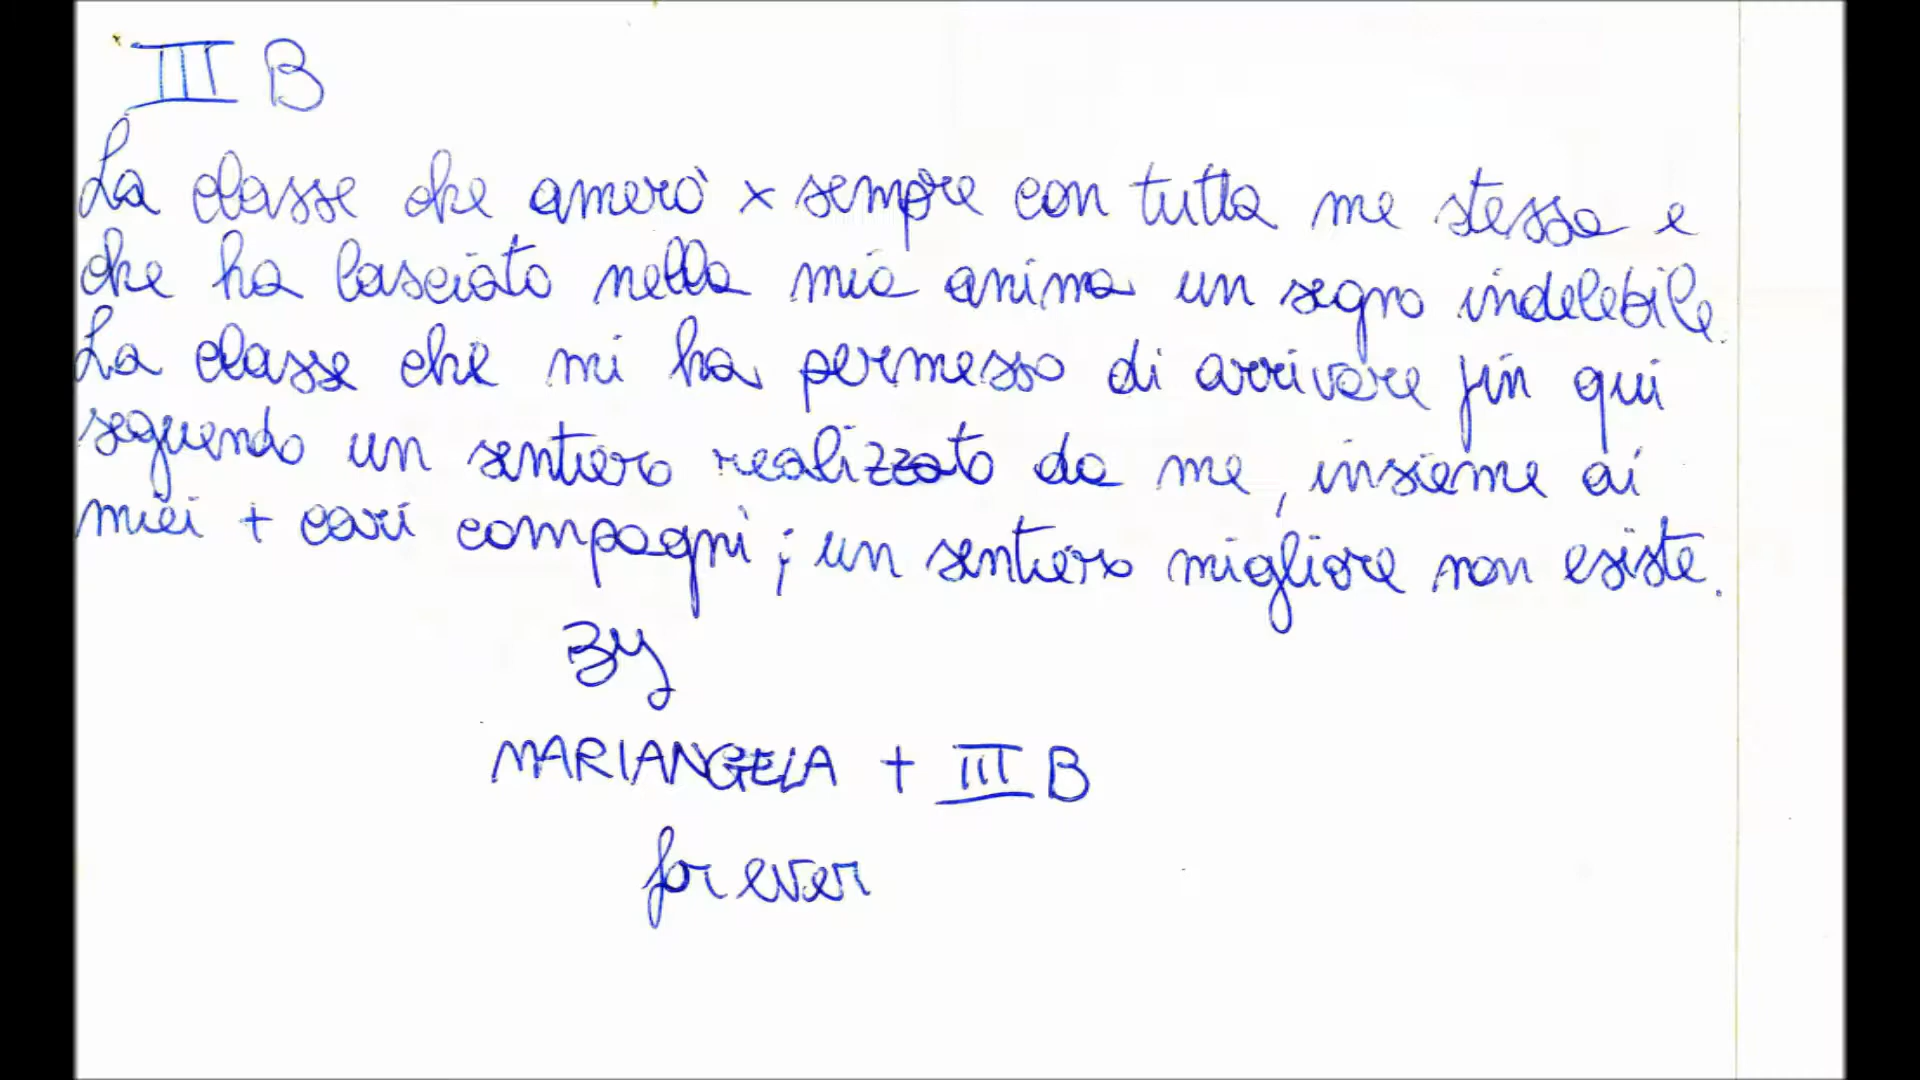 III B
La classe che amerò x sempre con tutta me stessa e
che ha lasciato nella mia anima un segno indelebile.
La classe che mi ha permesso di arrivare fin qui
seguendo un sentiero realizzato da me, insieme ai
miei + cari compagni; un sentiero migliore non esiste.
By
MARIANGELA + III B
forever